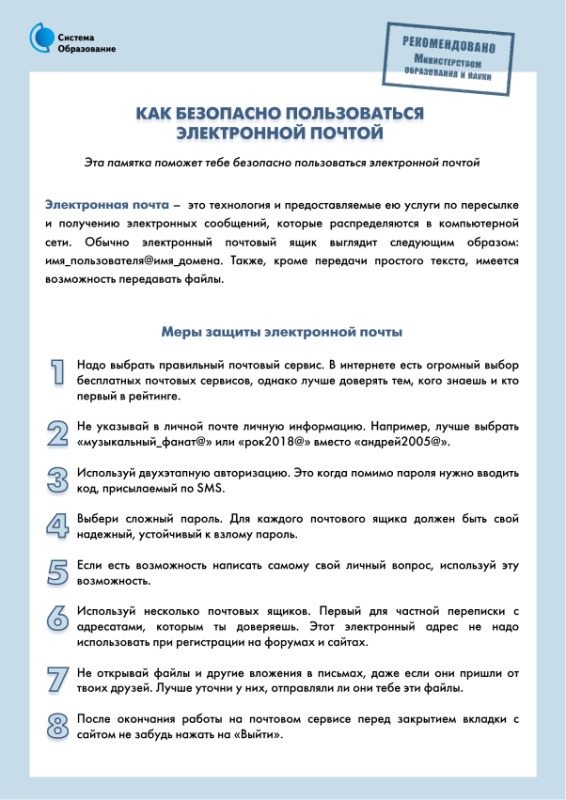 Система
Образование
РЕКОМЕНДОВАНО
Министерством
образования и науки
КАК БЕЗОПАСНО ПОЛЬЗОВАТЬСЯ
ЭЛЕКТРОННОЙ ПОЧТОЙ
Эта памятка поможет тебе безопасно пользоваться электронной почтой
Электронная почта – это технология и предоставляемые ею услуги по пересылке
и получению электронных сообщений, которые распределяются в компьютерной
сети. Обычно электронный почтовый ящик выглядит следующим образом:
имя_пользователя@имя_домена. Также, кроме передачи простого текста, имеется
возможность передавать файлы.
Меры защиты электронной почты
1 Надо выбрать правильный почтовый сервис. В интернете есть огромный выбор
бесплатных почтовых сервисов, однако лучше доверять тем, кого знаешь и кто
первый в рейтинге.
2 Не указывай в личной почте личную информацию. Например, лучше выбрать
«музыкальный_фанат@» или «рок2018@» вместо «андрей2005@».
3 Используй двухэтапную авторизацию. Это когда помимо пароля нужно вводить
код, присылаемый по SMS.
4 Выбери сложный пароль. Для каждого почтового ящика должен быть свой
надежный, устойчивый к взлому пароль.
5 Если есть возможность написать самому свой личный вопрос, используй эту
возможность.
6 Используй несколько почтовых ящиков. Первый для частной переписки с
адресатами, которым ты доверяешь. Этот электронный адрес не надо
использовать при регистрации на форумах и сайтах.
7 Не открывай файлы и другие вложения в письмах, даже если они пришли от
твоих друзей. Лучше уточни у них, отправляли ли они тебе эти файлы.
8 После окончания работы на почтовом сервисе перед закрытием вкладки с
сайтом не забудь нажать на «Выйти».